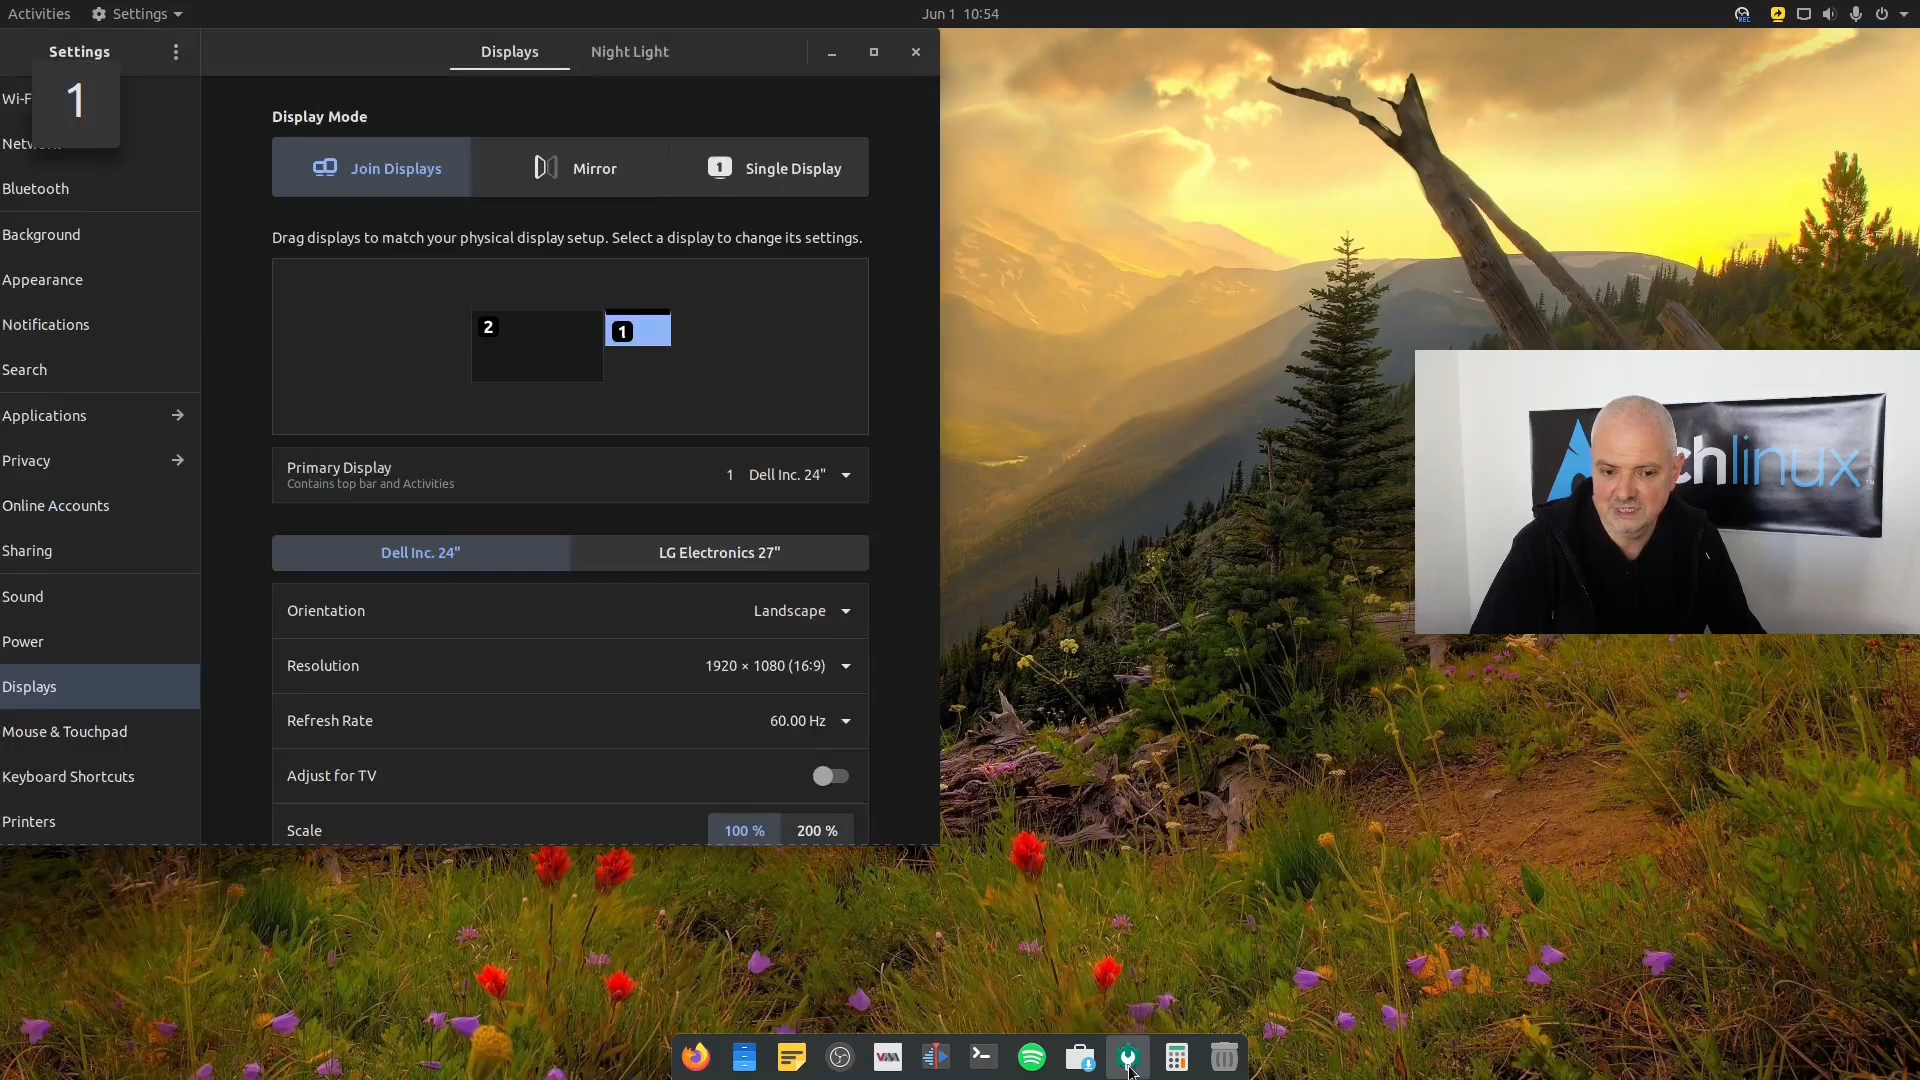 Activities Settings Jun 1 10:54
Settings
Displays Night Light
1
Wi-F
Bluetooth
Background
Appearance
Notifications
Search
Applications
Privacy
Online Accounts
Sharing
Sound
Power
Displays
Mouse & Touchpad
Keyboard Shortcuts
Printers
Display Mode
Join Displays Mirror 1 Single Display
Drag displays to match your physical display setup. Select a display to change its settings.
2 1
Primary Display
Contains top bar and Activities
1 Dell Inc. 24"
Dell Inc. 24" LG Electronics 27"
Orientation Landscape
Resolution 1920 × 1080 (16:9)
Refresh Rate 60.00 Hz
Adjust for TV
Scale 100 % 200 %
chlinux